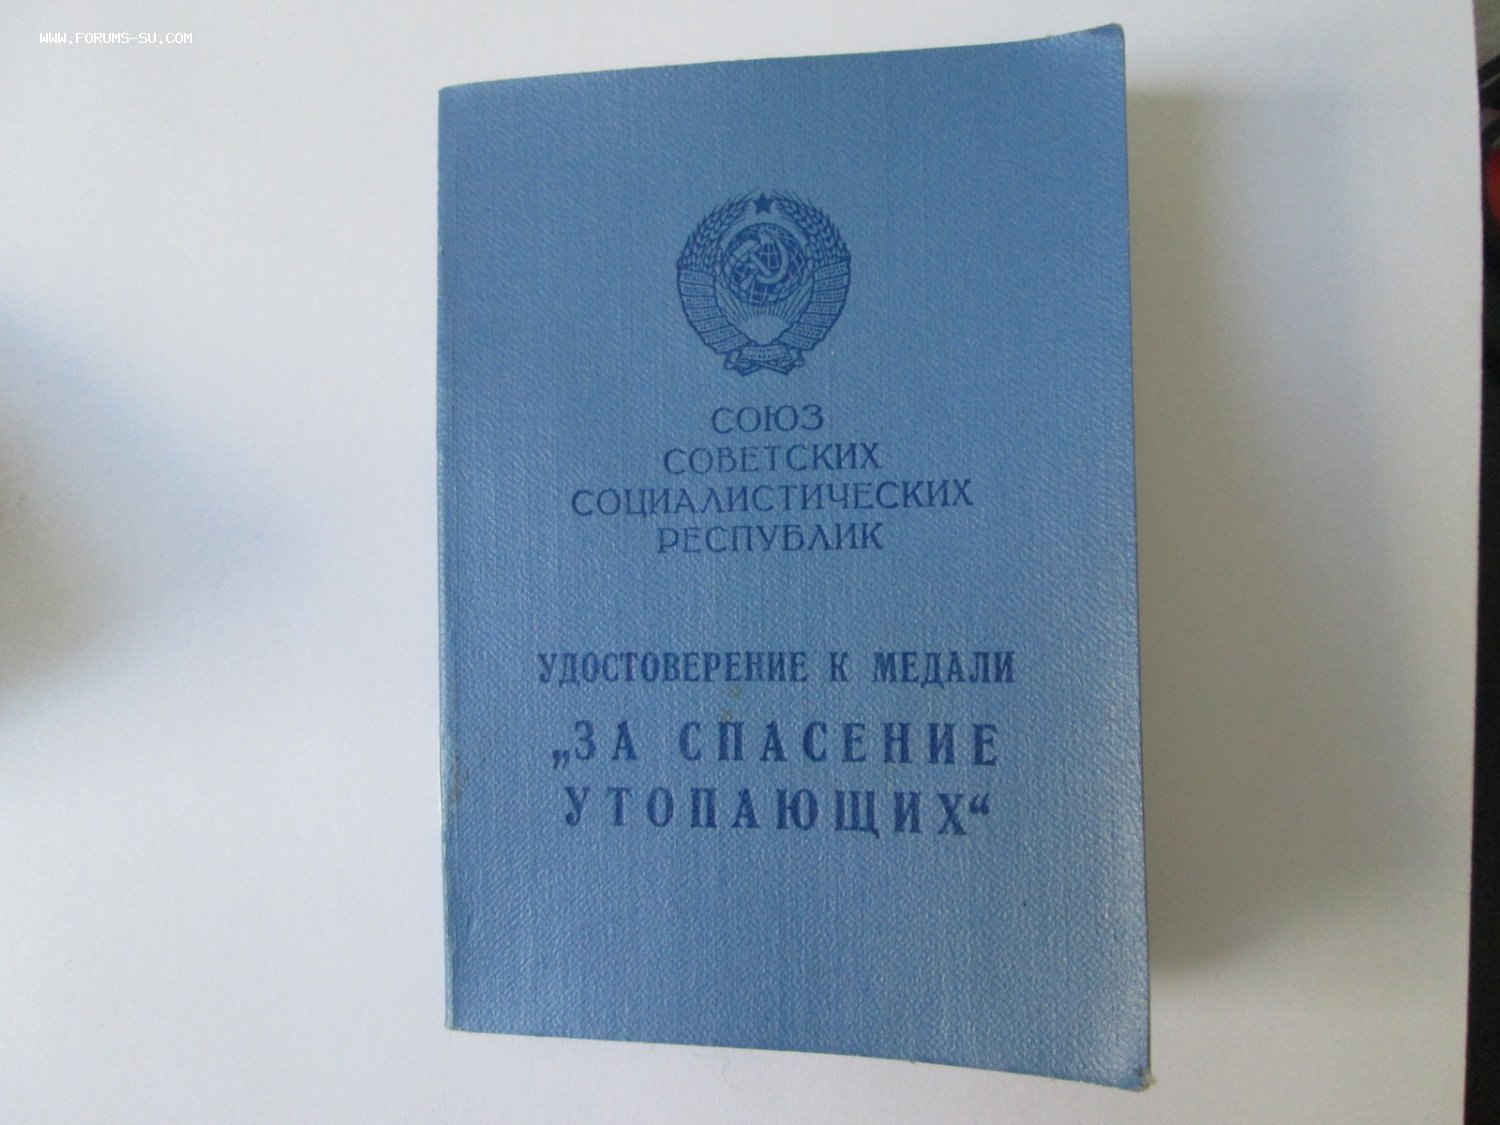 WWW.FORUMS-SU.COM
СОЮЗ
СОВЕТСКИХ
СОЦИАЛИСТИЧЕСКИХ
РЕСПУБЛИК
УДОСТОВЕРЕНИЕ К МЕДАЛИ
„ЗА СПАСЕНИЕ
УТОПАЮЩИХ“